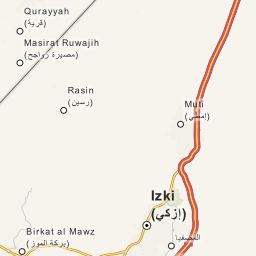 Qurayyah
(قرية)
Masirat Ruwajih
(مصيرة رواجح)
Rasin
(رسين)
Muti
(امطي)
Izki
(إزكي)
Birkat al Mawz
(بركة الموز)